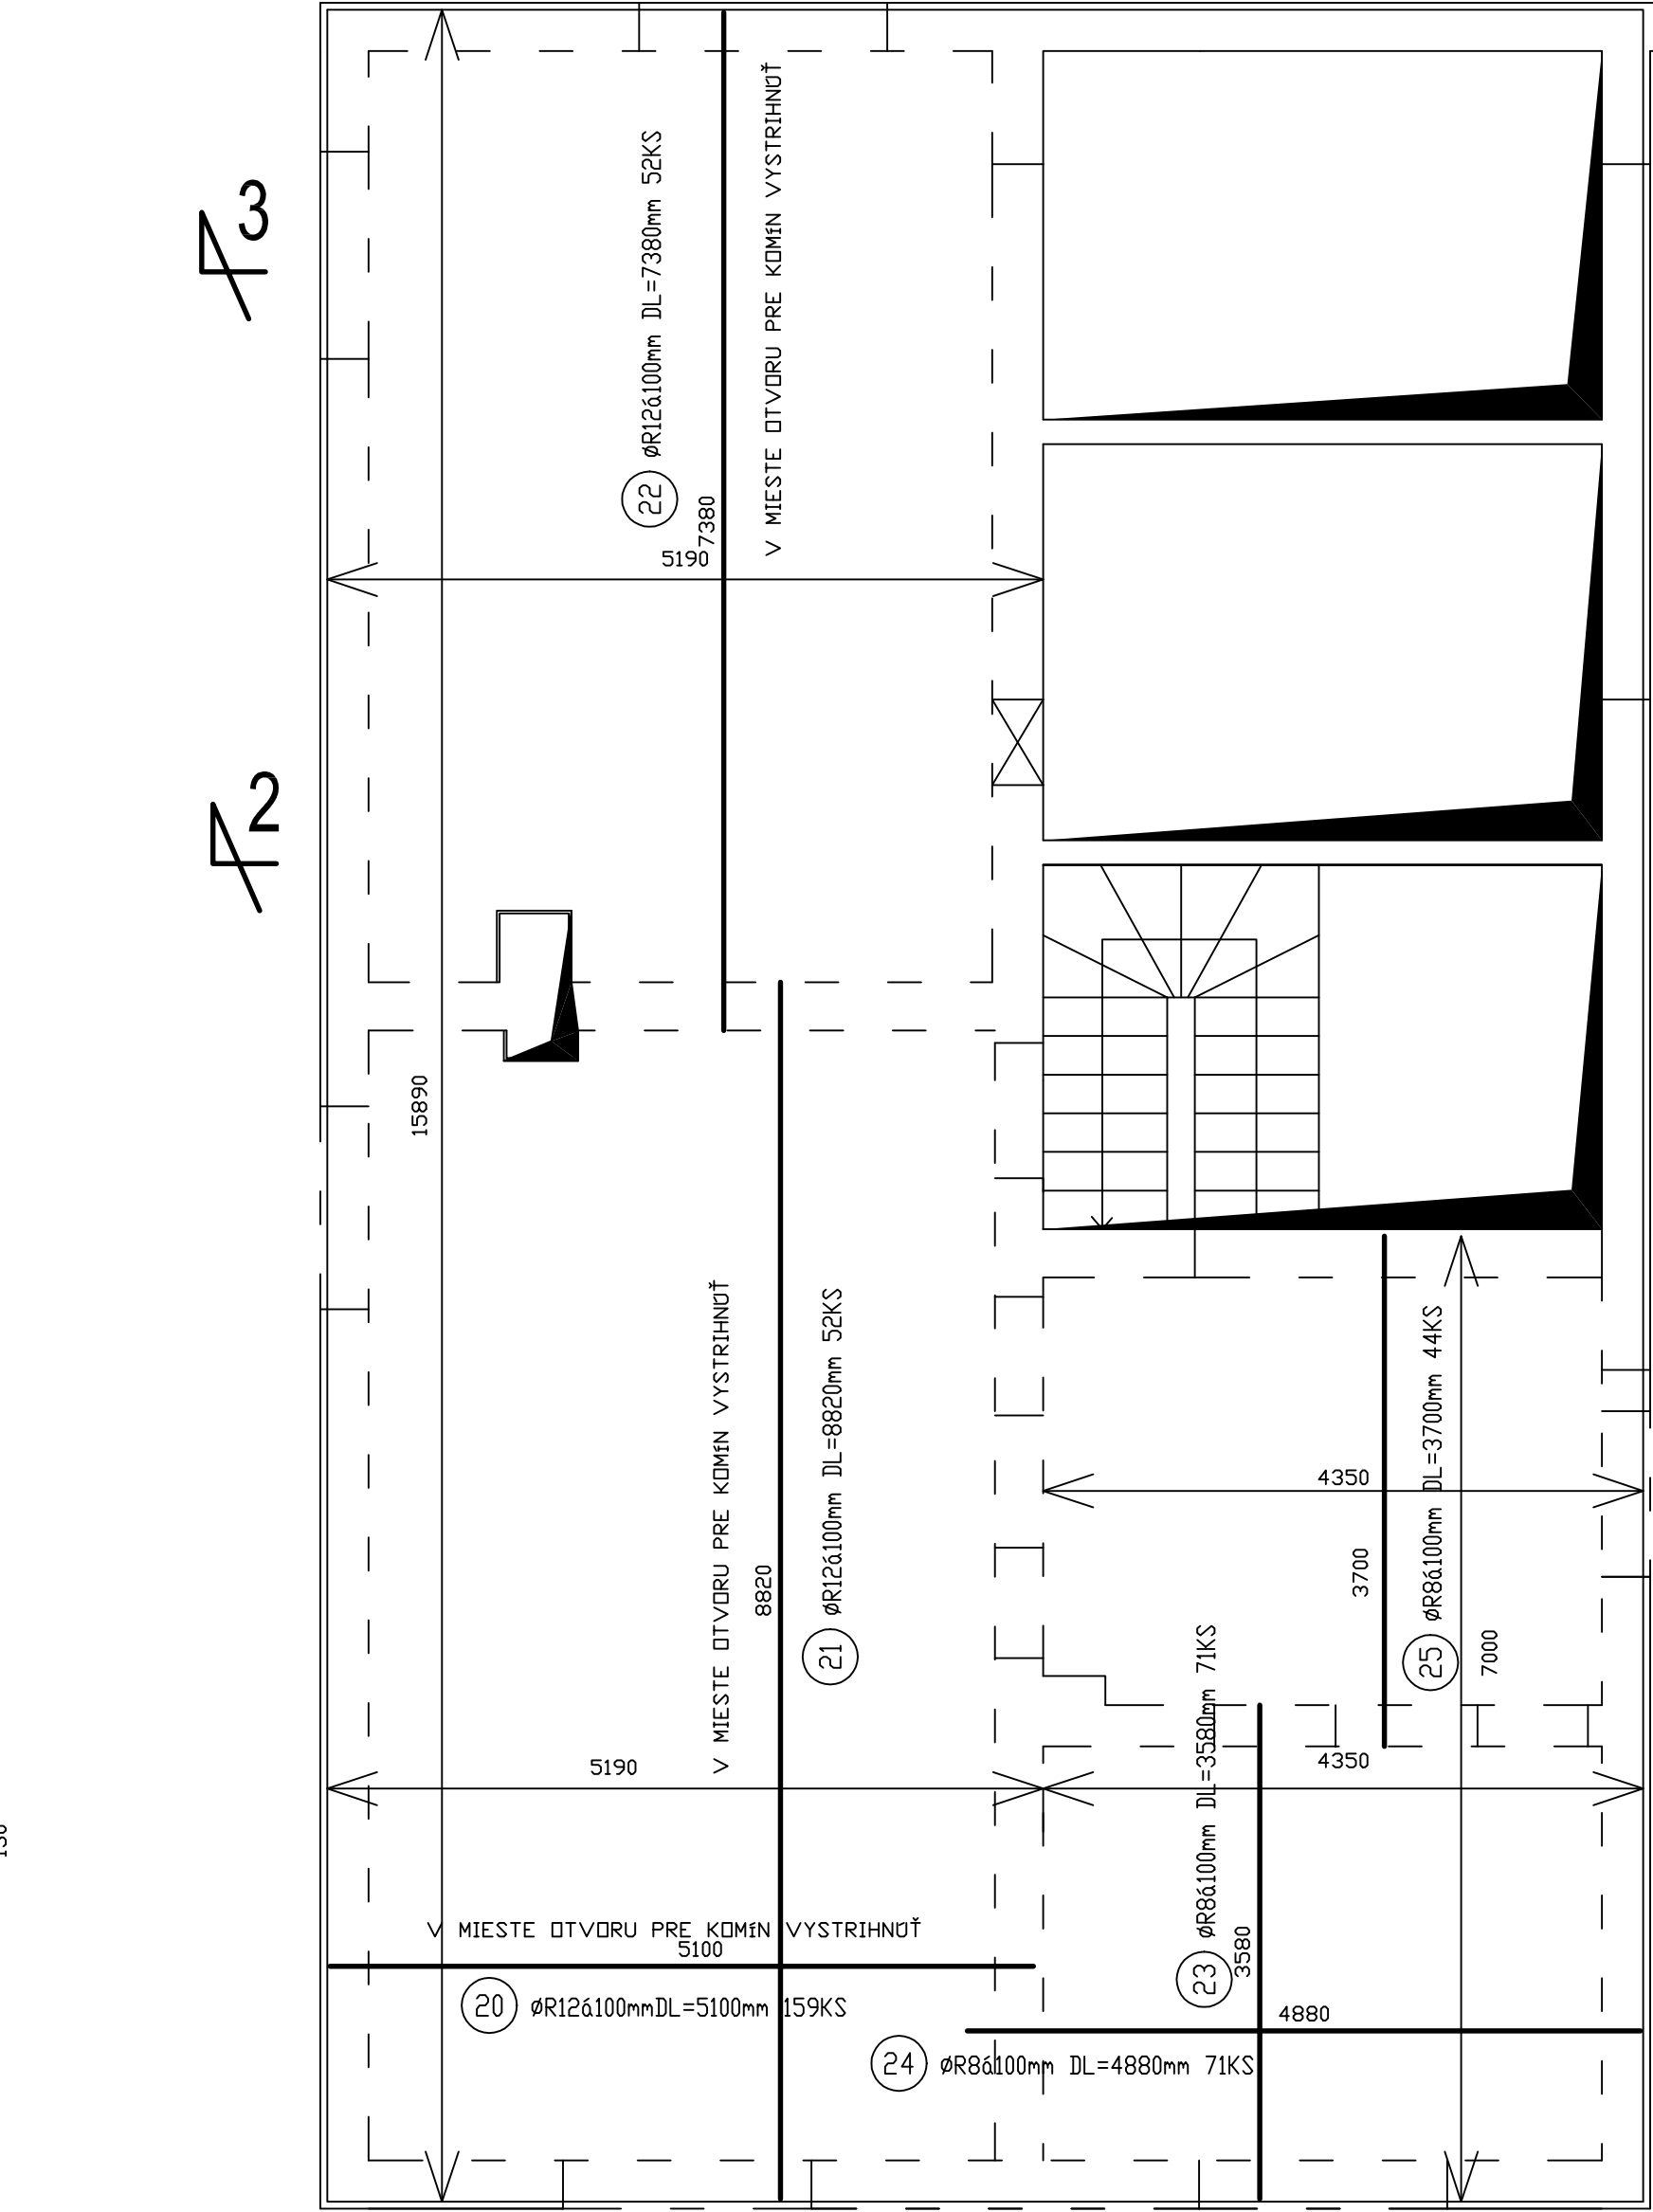 3
22 øR12á100mm DL=7380mm 52KS
7380
V MIESTE OTVORU PRE KOMíN VYSTRIHNÚŤ
5190
2
15890
V MIESTE OTVORU PRE KOMíN VYSTRIHNÚŤ
8820
21 øR12á100mm DL=8820mm 52KS
4350
3700
25 øR8á100mm DL=3700mm 44KS
7000
23 øR8á100mm DL=3580mm 71KS
3580
5190
4350
V MIESTE OTVORU PRE KOMíN VYSTRIHNÚŤ
5100
20 øR12á100mmDL=5100mm 159KS
4880
24 øR8á100mm DL=4880mm 71KS